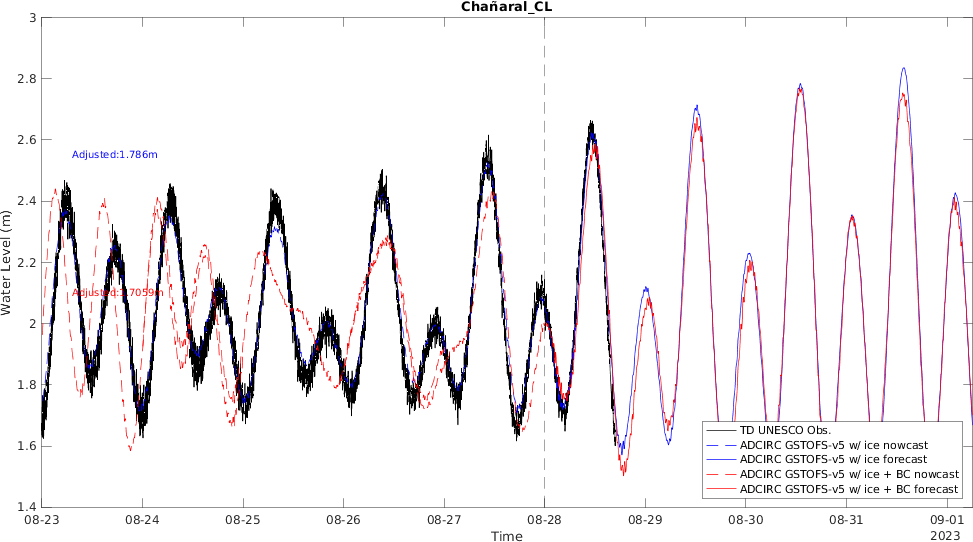 Chañaral_CL
3
2.8
2.6
2.4
2.2
2
1.8
1.6
1.4
Water Level (m)
Adjusted:1.786m
Adjusted:1.7059m
TD UNESCO Obs.
ADCIRC GSTOFS-v5 w/ ice nowcast
ADCIRC GSTOFS-v5 w/ ice forecast
ADCIRC GSTOFS-v5 w/ ice + BC nowcast
ADCIRC GSTOFS-v5 w/ ice + BC forecast
08-23 08-24 08-25 08-26 08-27 08-28 08-29 08-30 08-31 09-01
2023
Time